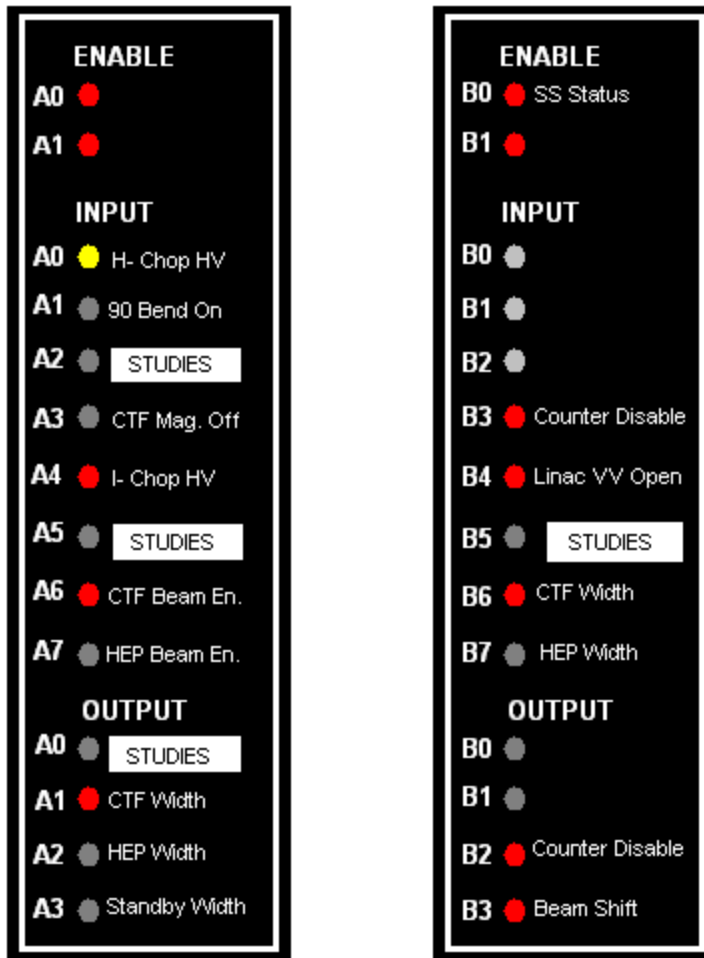 ENABLE
A0
A1
INPUT
A0 H- Chop HV
A1 90 Bend On
A2 STUDIES
A3 CTF Mag. Off
A4 I- Chop HV
A5 STUDIES
A6 CTF Beam En.
A7 HEP Beam En.
OUTPUT
A0 STUDIES
A1 CTF Width
A2 HEP Width
A3 Standby Width
ENABLE
B0 SS Status
B1
INPUT
B0
B1
B2
B3 Counter Disable
B4 Linac VV Open
B5 STUDIES
B6 CTF Width
B7 HEP Width
OUTPUT
B0
B1
B2 Counter Disable
B3 Beam Shift